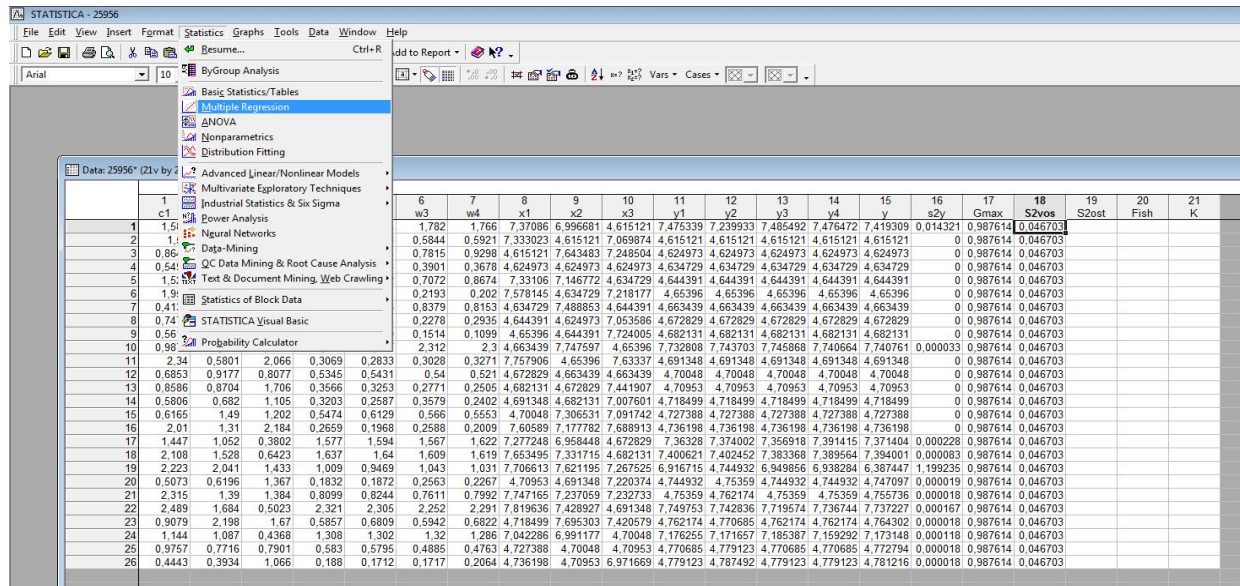 STATISTICA - 25956
File Edit View Insert Format Statistics Graphs Tools Data Window Help
Resume... Ctrl+R
Add to Report
Arial 10
ByGroup Analysis
Vars Cases
Basic Statistics/Tables
Multiple Regression
ANOVA
Nonparametrics
Distribution Fitting
Advanced Linear/Nonlinear Models
Multivariate Exploratory Techniques
Industrial Statistics & Six Sigma
Power Analysis
Neural Networks
Data-Mining
QC Data Mining & Root Cause Analysis
Text & Document Mining, Web Crawling
Statistics of Block Data
STATISTICA Visual Basic
Probability Calculator
Data: 25956* (21v by 2
1 6 7 8 9 10 11 12 13 14 15 16 17 18 19 20 21
c1 w3 w4 x1 x2 x3 y1 y2 y3 y4 y s2y Gmax S2vos S2ost Fish K
1 1,782 1,766 7,37086 6,996681 4,615121 7,475339 7,239933 7,485492 7,476472 7,419309 0,014321 0,987614 0,046703
2 0,5844 0,5921 7,333023 4,615121 7,069874 4,615121 4,615121 4,615121 4,615121 4,615121 0 0,987614 0,046703
3 0,7815 0,9298 4,615121 7,643483 7,248504 4,624973 4,624973 4,624973 4,624973 4,624973 0 0,987614 0,046703
4 0,3901 0,3678 4,624973 4,624973 4,624973 4,634729 4,634729 4,634729 4,634729 4,634729 0 0,987614 0,046703
5 0,7072 0,8674 7,33106 7,146772 4,634729 4,644391 4,644391 4,644391 4,644391 4,644391 0 0,987614 0,046703
6 0,2193 0,202 7,578145 4,634729 7,218177 4,65396 4,65396 4,65396 4,65396 4,65396 0 0,987614 0,046703
7 0,8379 0,8153 4,634729 7,488853 4,644391 4,663439 4,663439 4,663439 4,663439 4,663439 0 0,987614 0,046703
8 0,2278 0,2935 4,644391 4,624973 7,053586 4,672829 4,672829 4,672829 4,672829 4,672829 0 0,987614 0,046703
9 0,1514 0,1099 4,65396 4,644391 7,724005 4,682131 4,682131 4,682131 4,682131 4,682131 0 0,987614 0,046703
10 2,312 2,3 4,663439 7,747597 4,65396 7,732808 7,743703 7,745868 7,740664 7,740761 0,000033 0,987614 0,046703
11 2,34 0,5801 2,066 0,3069 0,2833 0,3028 0,3271 7,757906 4,65396 7,63337 4,691348 4,691348 4,691348 4,691348 4,691348 0 0,987614 0,046703
12 0,6853 0,9177 0,8077 0,5345 0,5431 0,54 0,521 4,672829 4,663439 4,663439 4,70048 4,70048 4,70048 4,70048 4,70048 0 0,987614 0,046703
13 0,8586 0,8704 1,706 0,3566 0,3253 0,2771 0,2505 4,682131 4,672829 7,441907 4,70953 4,70953 4,70953 4,70953 4,70953 0 0,987614 0,046703
14 0,5806 0,682 1,105 0,3203 0,2587 0,3579 0,2402 4,691348 4,682131 7,007601 4,718499 4,718499 4,718499 4,718499 4,718499 0 0,987614 0,046703
15 0,6165 1,49 1,202 0,5474 0,6129 0,566 0,5553 4,70048 7,306531 7,091742 4,727388 4,727388 4,727388 4,727388 4,727388 0 0,987614 0,046703
16 2,01 1,31 2,184 0,2659 0,1968 0,2588 0,2009 7,60589 7,177782 7,688913 4,736198 4,736198 4,736198 4,736198 4,736198 0 0,987614 0,046703
17 1,447 1,052 0,3802 1,577 1,594 1,567 1,622 7,277248 6,958448 4,672829 7,36328 7,374002 7,356918 7,391415 7,371404 0,000228 0,987614 0,046703
18 2,108 1,528 0,6423 1,637 1,64 1,609 1,619 7,653495 7,331715 4,682131 7,400621 7,402452 7,383368 7,389564 7,394001 0,000083 0,987614 0,046703
19 2,223 2,041 1,433 1,009 0,9469 1,043 1,031 7,706613 7,621195 7,267525 6,916715 4,744932 6,949856 6,938284 6,387447 1,199235 0,987614 0,046703
20 0,5073 0,6196 1,367 0,1832 0,1872 0,2563 0,2267 4,70953 4,691348 7,220374 4,744932 4,75359 4,744932 4,744932 4,747097 0,000019 0,987614 0,046703
21 2,315 1,39 1,384 0,8099 0,8244 0,7611 0,7992 7,747165 7,237059 7,232733 4,75359 4,762174 4,75359 4,75359 4,755736 0,000018 0,987614 0,046703
22 2,489 1,684 0,5023 2,321 2,305 2,252 2,291 7,819636 7,428927 4,691348 7,749753 7,742836 7,719574 7,736744 7,737227 0,000167 0,987614 0,046703
23 0,9079 2,198 1,67 0,5857 0,6809 0,5942 0,6822 4,718499 7,695303 7,420579 4,762174 4,770685 4,762174 4,762174 4,764302 0,000018 0,987614 0,046703
24 1,144 1,087 0,4368 1,308 1,302 1,32 1,286 7,042286 6,991177 4,70048 7,176255 7,171657 7,185387 7,159292 7,173148 0,000118 0,987614 0,046703
25 0,9757 0,7716 0,7901 0,583 0,5795 0,4885 0,4763 4,727388 4,70048 4,70953 4,770685 4,779123 4,770685 4,770685 4,772794 0,000018 0,987614 0,046703
26 0,4443 0,3934 1,066 0,188 0,1712 0,1717 0,2064 4,736198 4,70953 6,971669 4,779123 4,787492 4,779123 4,779123 4,781216 0,000018 0,987614 0,046703